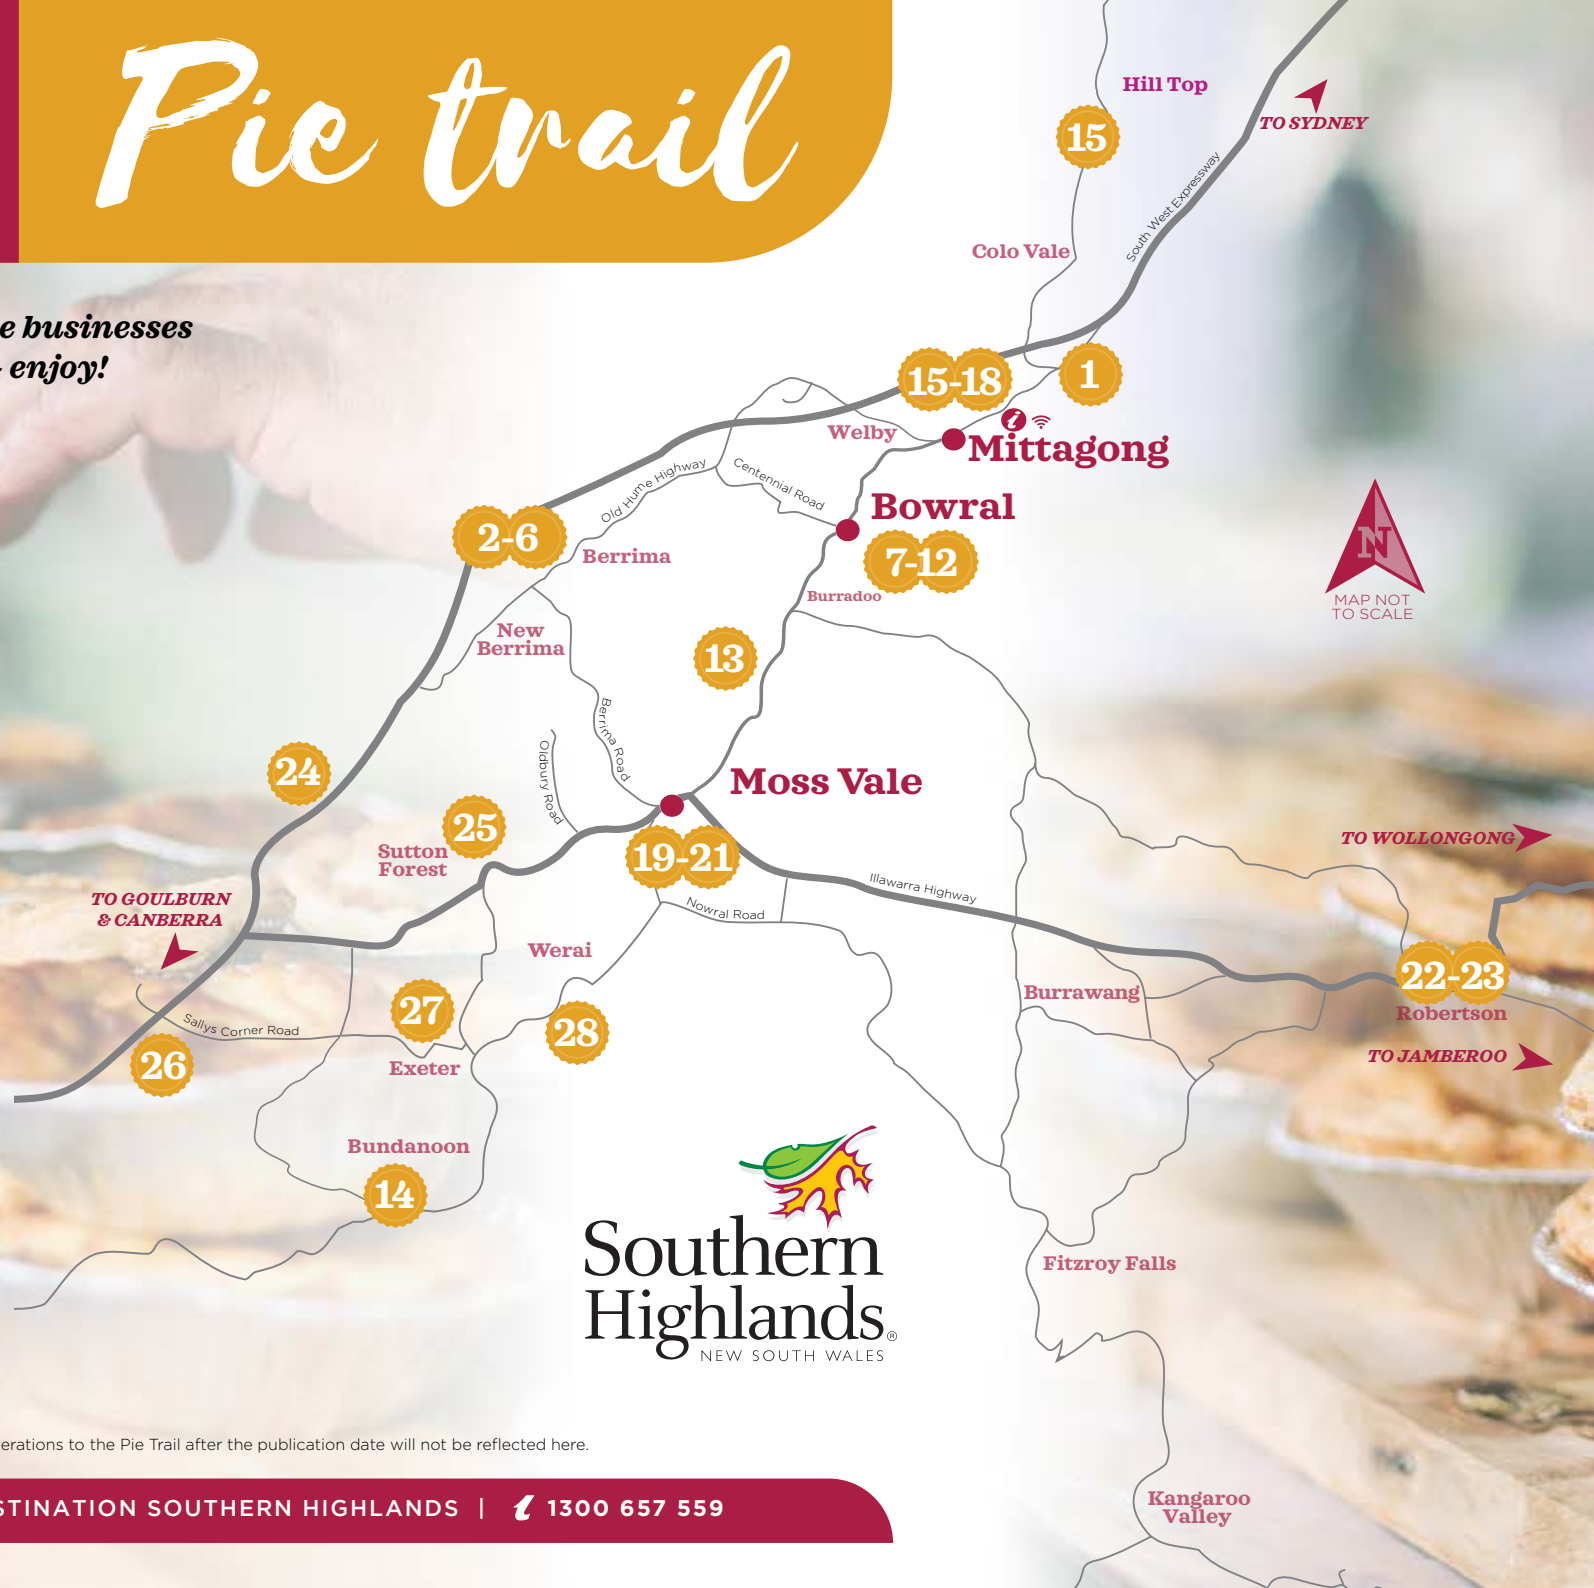 Pie trail
e businesses
enjoy!
Hill Top
15
TO SYDNEY
South West Expressway
Colo Vale
15-18
1
Welby
Mittagong
Old Hume Highway
Centennial Road
Bowral
2-6
Berrima
7-12
Burradoo
N
MAP NOT
TO SCALE
New
Berrima
13
Berrima Road
Oldbury Road
24
Moss Vale
25
Sutton
Forest
19-21
TO WOLLONGONG
Illawarra Highway
TO GOULBURN
& CANBERRA
Nowral Road
Werai
22-23
Robertson
Burrawang
27
Sallys Corner Road
28
26
Exeter
TO JAMBEROO
Bundanoon
14
Southern
Highlands®
NEW SOUTH WALES
Fitzroy Falls
erations to the Pie Trail after the publication date will not be reflected here.
STINATION SOUTHERN HIGHLANDS | i 1300 657 559
Kangaroo
Valley